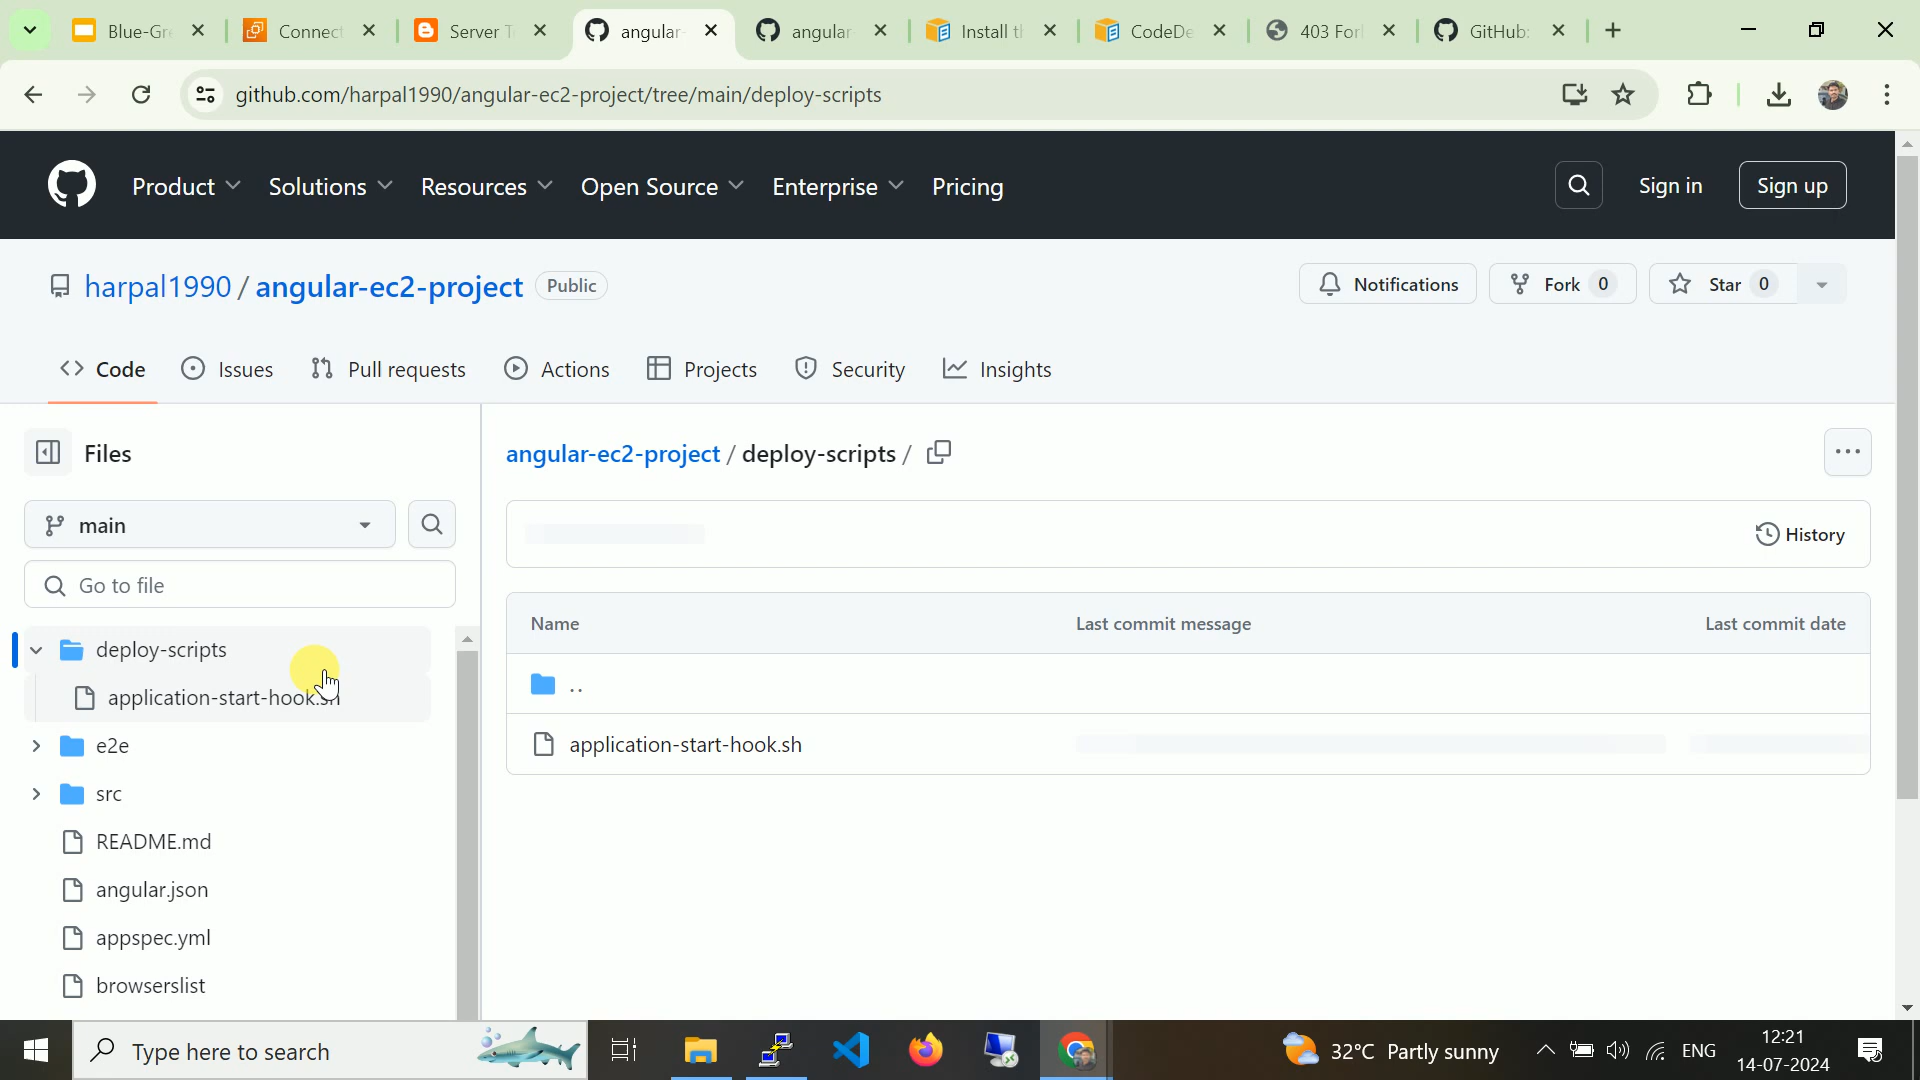 Blue-Gr
Connect
Server T
angular-
angular
Install th
CodeDe
403 For
GitHub:
github.com/harpal1990/angular-ec2-project/tree/main/deploy-scripts
Product
Solutions
Resources
Open Source
Enterprise
Pricing
Sign in
Sign up
harpal1990 / angular-ec2-project
Public
Notifications
Fork 0
Star 0
Code
Issues
Pull requests
Actions
Projects
Security
Insights
Files
main
Go to file
deploy-scripts
application-start-hook.sh
e2e
src
README.md
angular.json
appspec.yml
browserslist
angular-ec2-project / deploy-scripts /
History
Name
Last commit message
Last commit date
..
application-start-hook.sh
Type here to search
32°C Partly sunny
ENG
12:21
14-07-2024